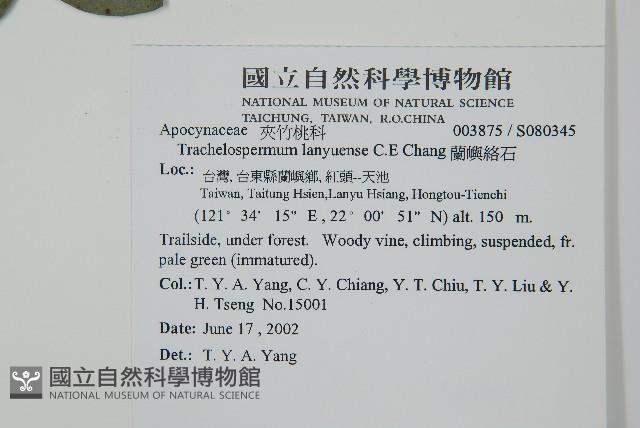 國立自然科學博物館
NATIONAL MUSEUM OF NATURAL SCIENCE
TAICHUNG, TAIWAN, R.O.CHINA
Apocynaceae 夾竹桃科 003875 / S080345
Trachelospermum lanyuense C.E Chang 蘭嶼絡石
Loc.: 台灣, 台東縣蘭嶼鄉, 紅頭--天池
Taiwan, Taitung Hsien,Lanyu Hsiang, Hongtou-Tienchi
(121° 34' 15" E , 22° 00' 51" N) alt. 150 m.
Trailside, under forest. Woody vine, climbing, suspended, fr.
pale green (immatured).
Col.: T. Y. A. Yang, C. Y. Chiang, Y. T. Chiu, T. Y. Liu & Y.
H. Tseng No.15001
Date: June 17 , 2002
Det.: T. Y. A. Yang
國立自然科學博物館
NATIONAL MUSEUM OF NATURAL SCIENCE